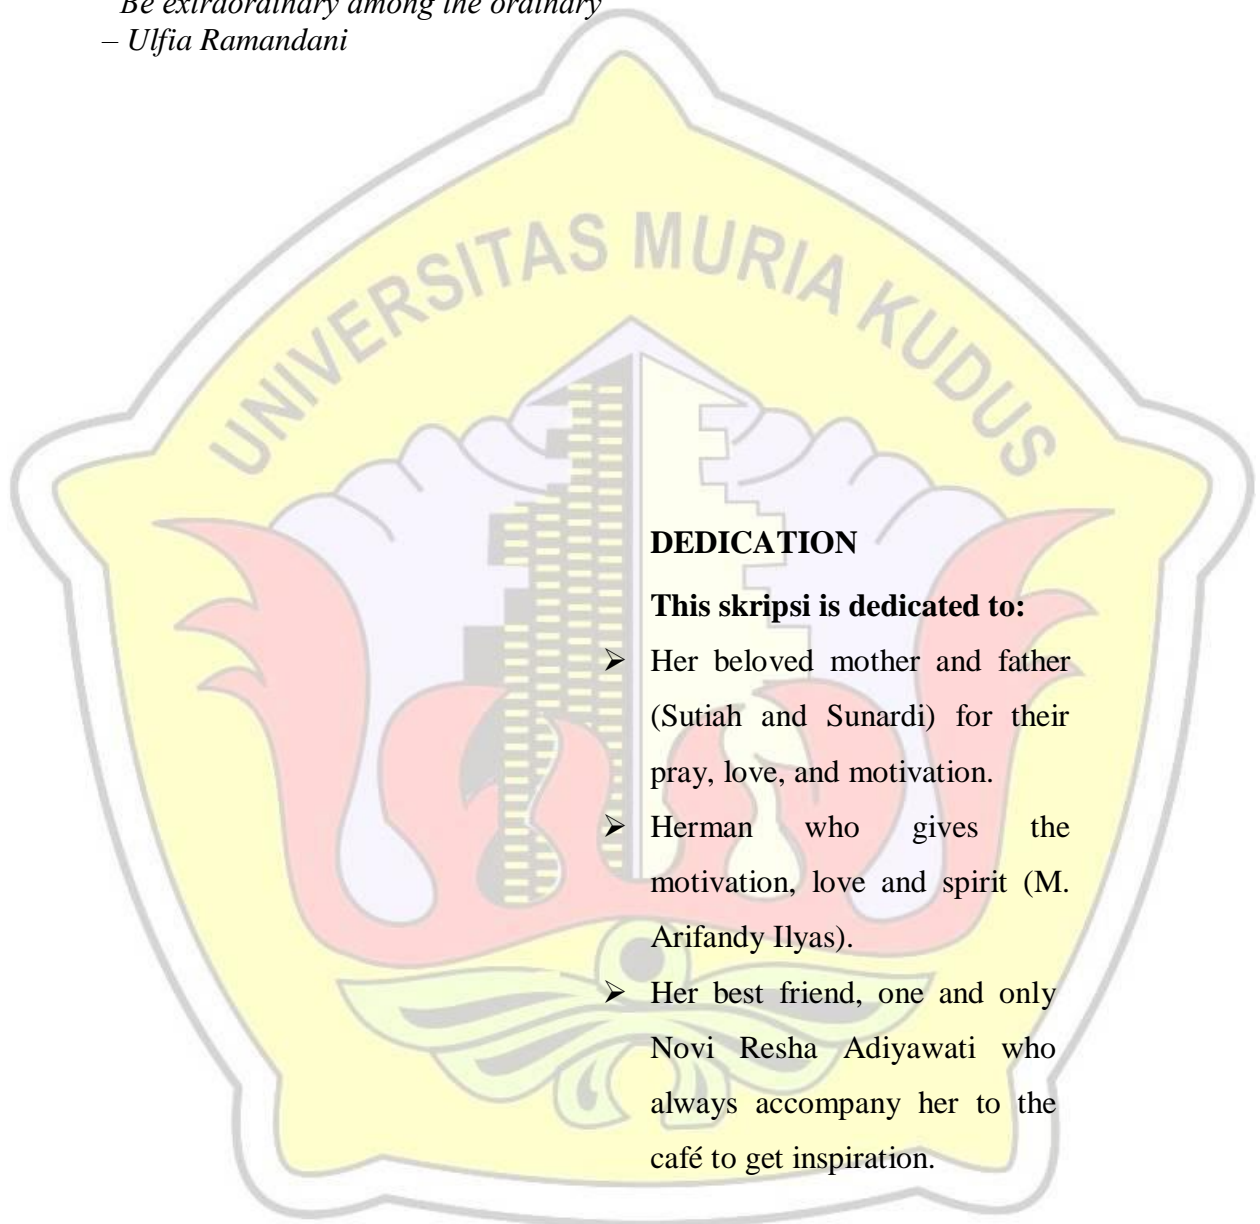 Be extraordinary among the ordinary
– Ulfia Ramandani
UNIVERSITAS MURIA KUDUS
DEDICATION
This skripsi is dedicated to:
➢ Her beloved mother and father
(Sutiah and Sunardi) for their
pray, love, and motivation.
➢ Herman who gives the
motivation, love and spirit (M.
Arifandy Ilyas).
➢ Her best friend, one and only
Novi Resha Adiyawati who
always accompany her to the
café to get inspiration.